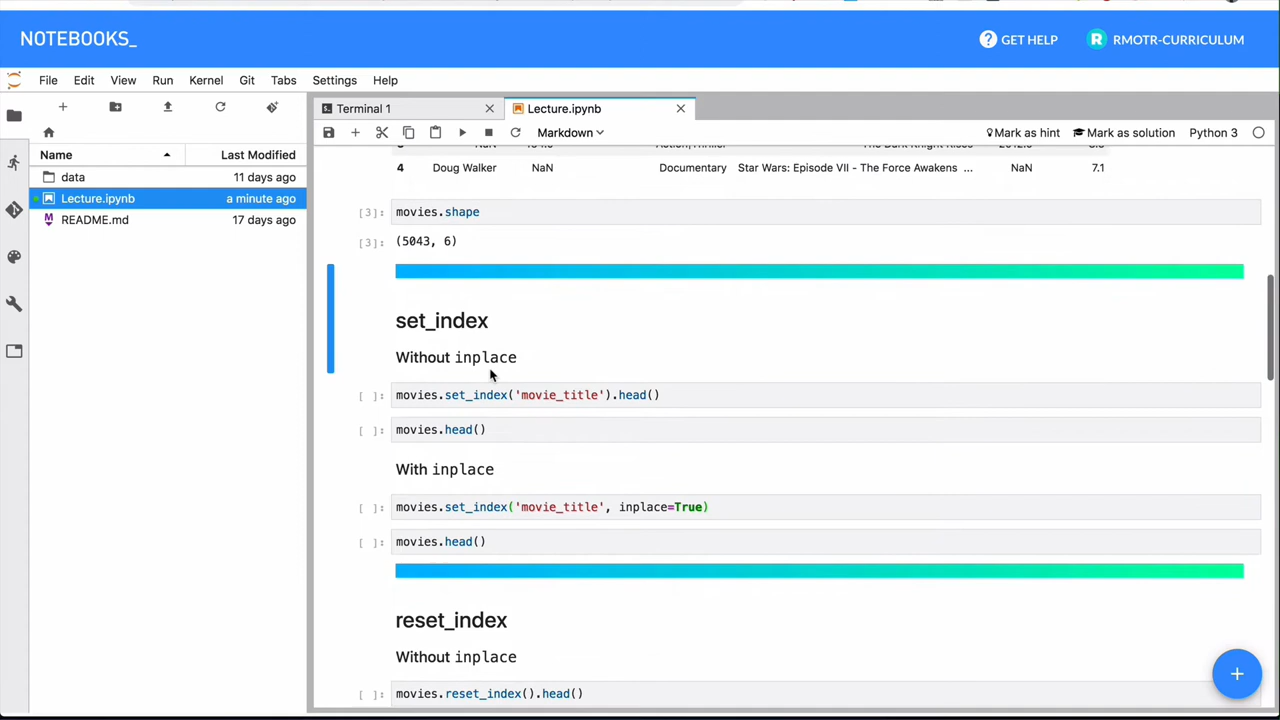 NOTEBOOKS_
GET HELP
R RMOTR-CURRICULUM
File Edit View Run Kernel Git Tabs Settings Help
Terminal 1
Lecture.ipynb
Markdown
Mark as hint
Mark as solution
Python 3
Name Last Modified
data 11 days ago
Lecture.ipynb a minute ago
README.md 17 days ago
4 Doug Walker NaN Documentary Star Wars: Episode VII - The Force Awakens ... NaN 7.1
[3]: movies.shape
[3]: (5043, 6)
set_index
Without inplace
[ ]: movies.set_index('movie_title').head()
[ ]: movies.head()
With inplace
[ ]: movies.set_index('movie_title', inplace=True)
[ ]: movies.head()
reset_index
Without inplace
[ ]: movies.reset_index().head()